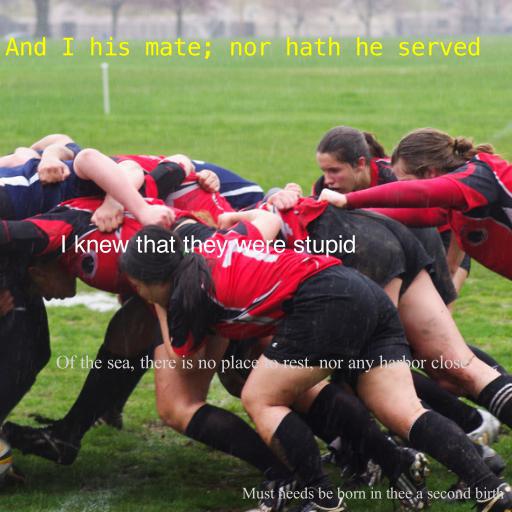 And I his mate; nor hath he served
I knew that they were stupid
Of the sea, there is no place to rest, nor any harbor close
Must needs be born in thee a second birth